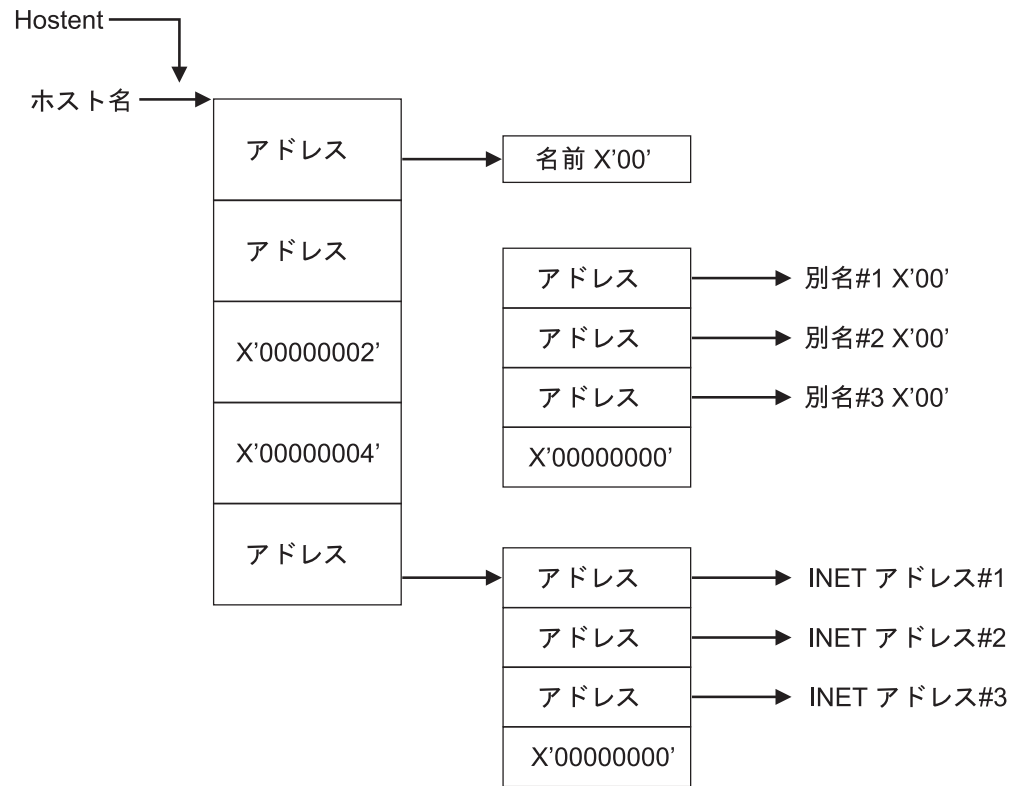 Hostent
ホスト名
アドレス
名前 X’00’
アドレス
X’00000002’
X’00000004’
アドレス
アドレス
別名#1 X’00’
アドレス
別名#2 X’00’
アドレス
別名#3 X’00’
X’00000000’
アドレス
INET アドレス#1
アドレス
INET アドレス#2
アドレス
INET アドレス#3
X’00000000’